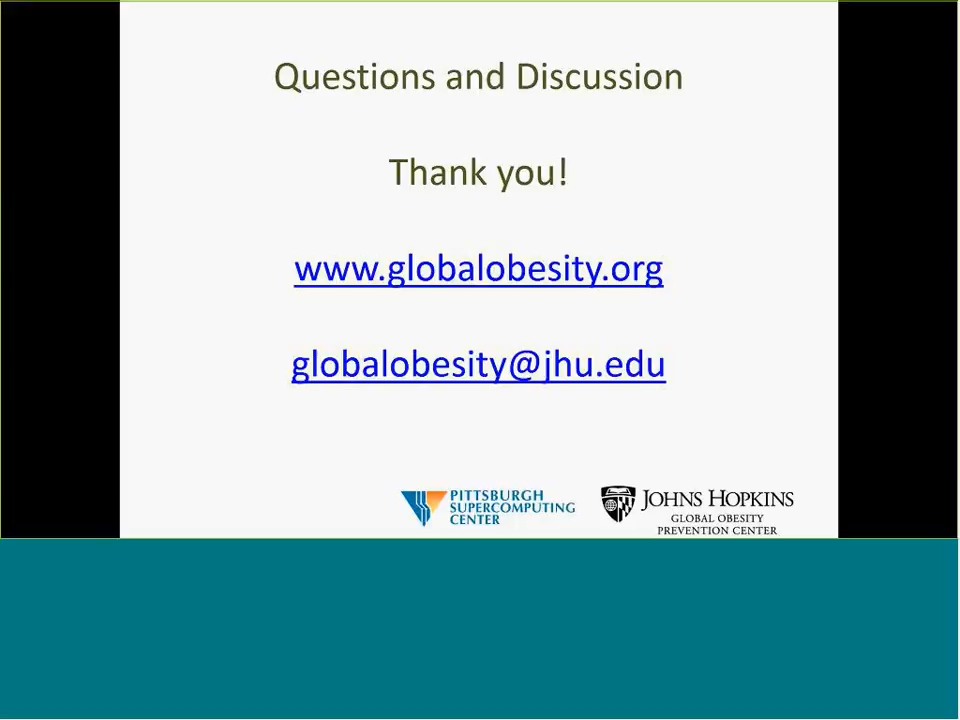 Questions and Discussion
Thank you!
www.globalobesity.org
globalobesity@jhu.edu
PITTSBURGH
SUPERCOMPUTING
CENTER
JOHNS HOPKINS
GLOBAL OBESITY
PREVENTION CENTER